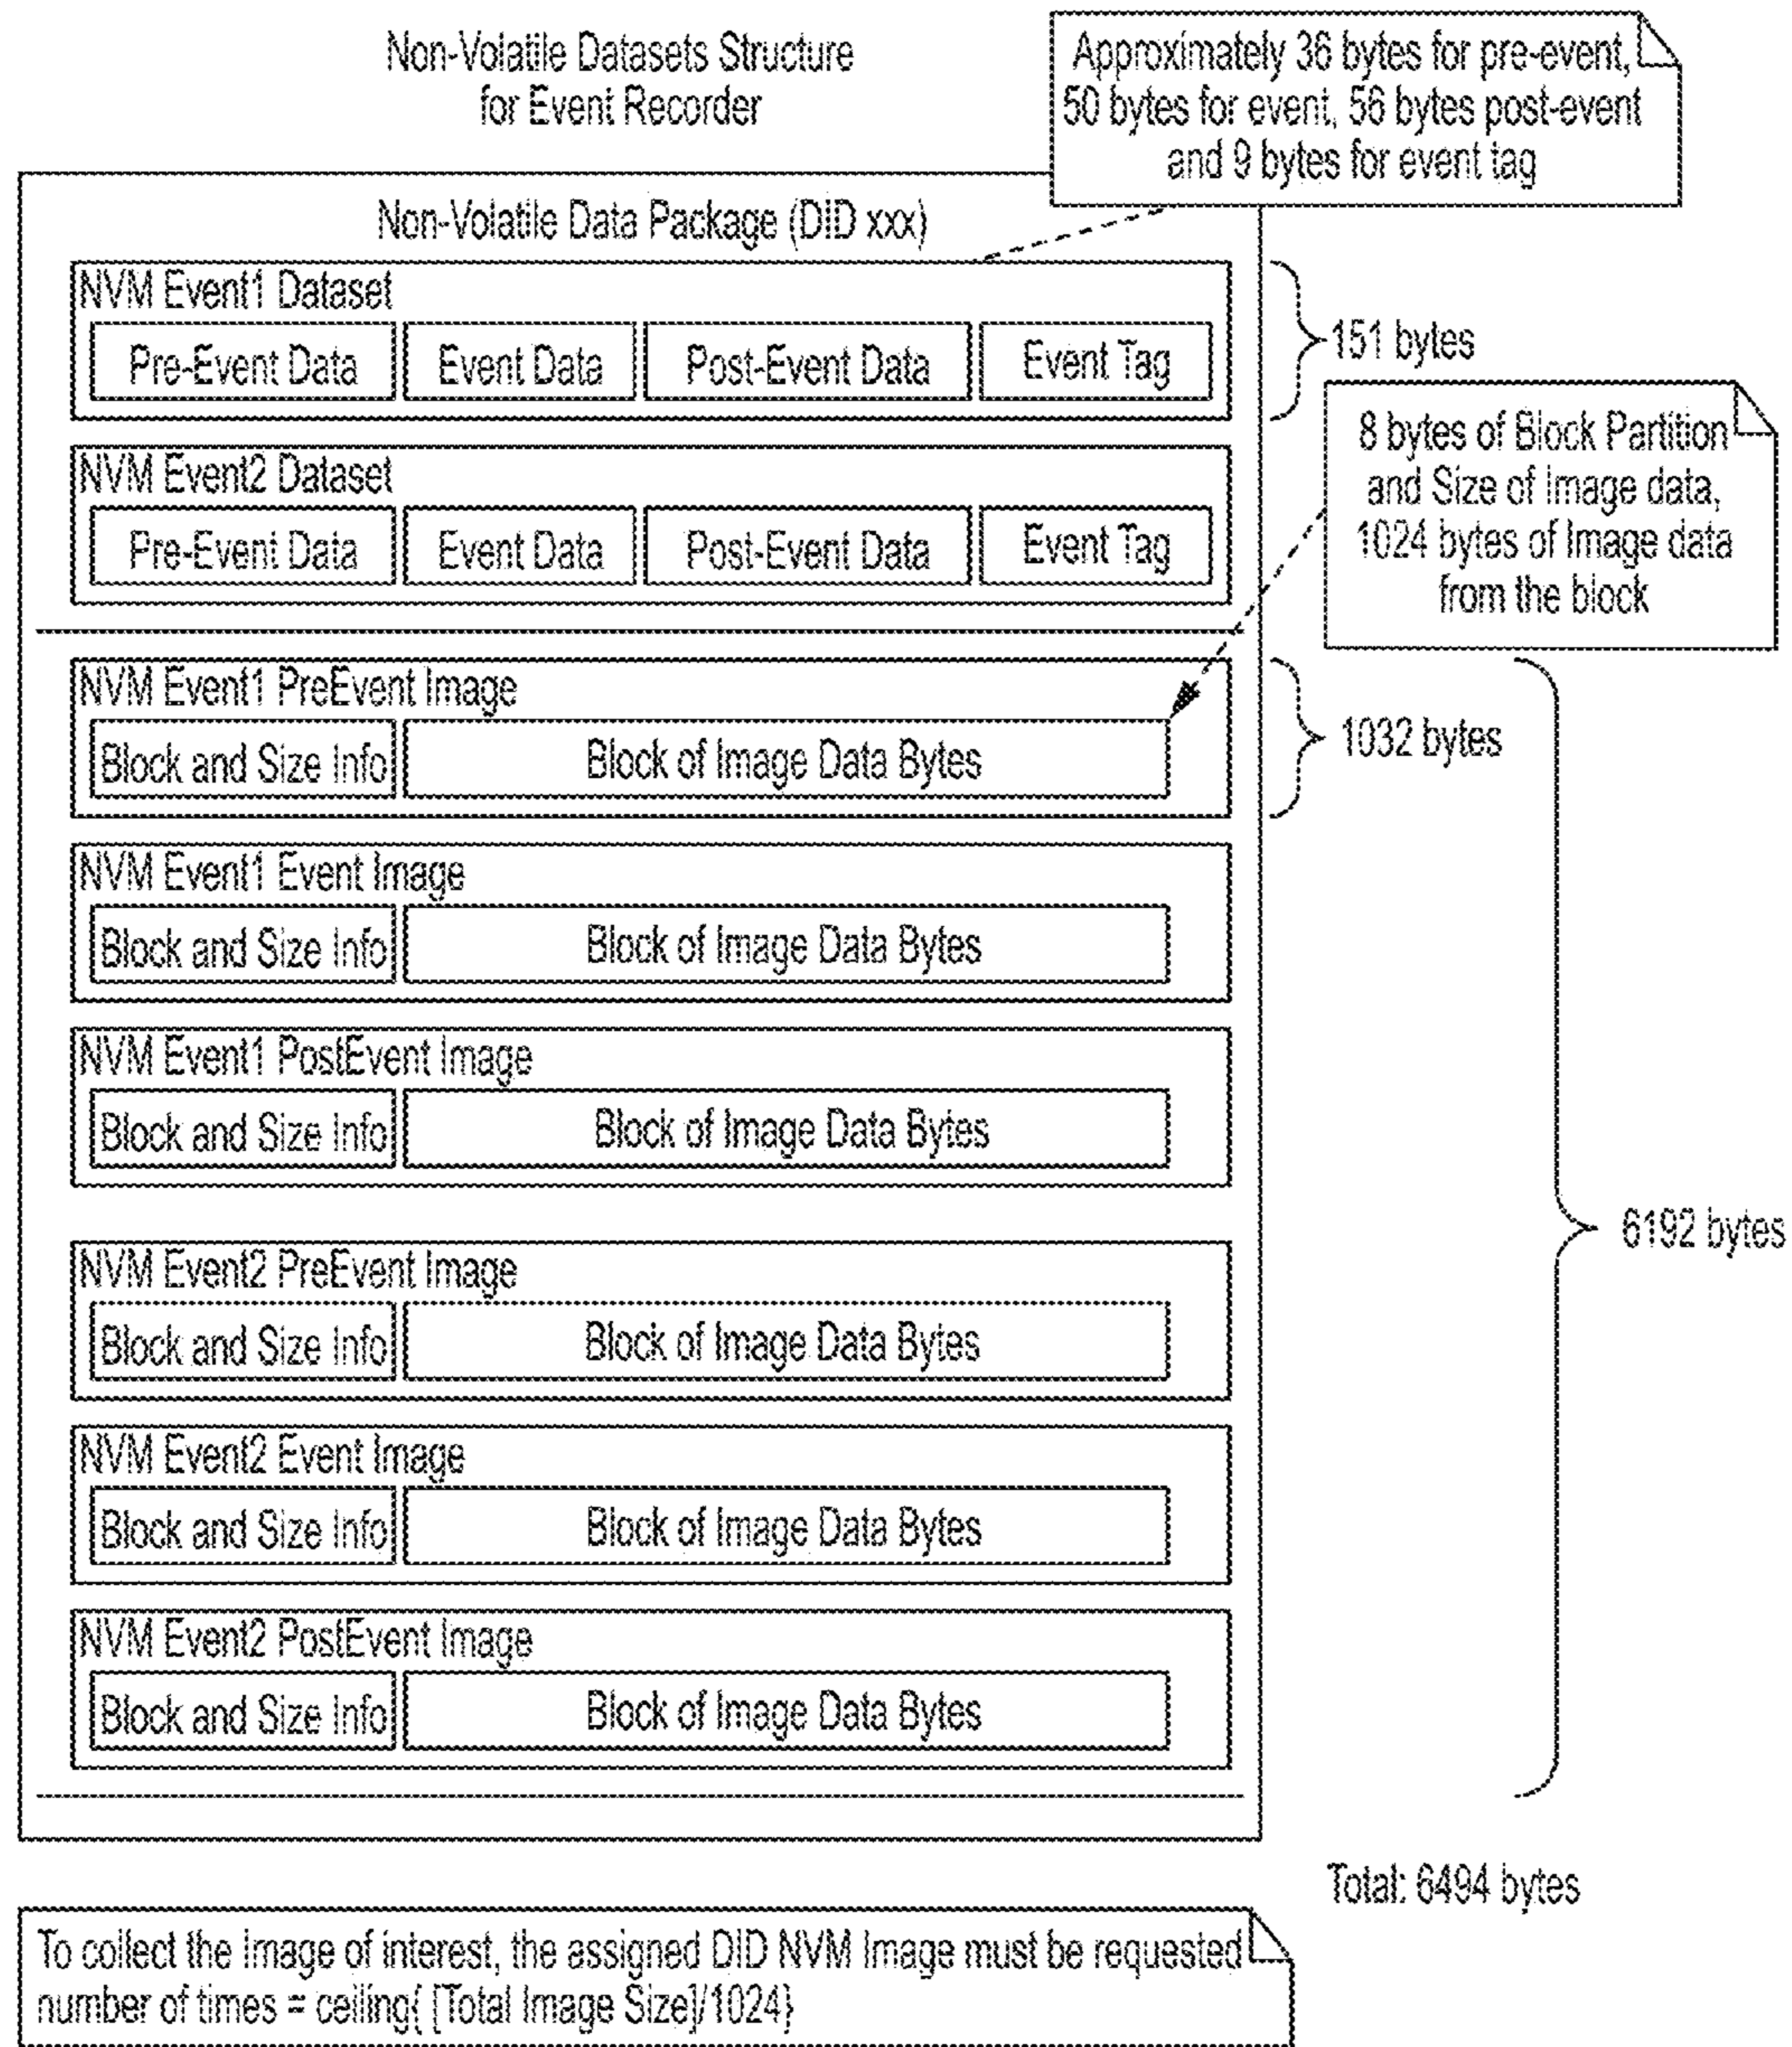 Non-Volatile Datasets Structure
for Event Recorder
Approximately 36 bytes for pre-event,
50 bytes for event, 56 bytes post-event
and 9 bytes for event tag
Non-Volatile Data Package (DID xxx)
NVM Event1 Dataset
Pre-Event Data
Event Data
Post-Event Data
Event Tag
151 bytes
8 bytes of Block Partition
and Size of Image data,
1024 bytes of Image data
from the block
NVM Event2 Dataset
Pre-Event Data
Event Data
Post-Event Data
Event Tag
NVM Event1 PreEvent Image
Block and Size Info
Block of Image Data Bytes
1032 bytes
NVM Event1 Event Image
Block and Size Info
Block of Image Data Bytes
NVM Event1 PostEvent Image
Block and Size Info
Block of Image Data Bytes
6192 bytes
NVM Event2 PreEvent Image
Block and Size Info
Block of Image Data Bytes
NVM Event2 Event Image
Block and Size Info
Block of Image Data Bytes
NVM Event2 PostEvent Image
Block and Size Info
Block of Image Data Bytes
Total: 6494 bytes
To collect the image of interest, the assigned DID NVM Image must be requested
number of times = ceiling{ [Total Image Size]/1024}